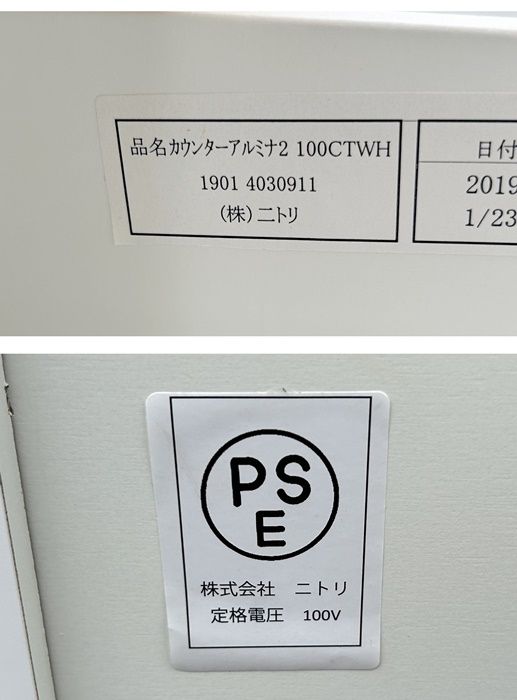 品名カウンターアルミナ2 100CTWH
1901 4030911
(株)ニトリ
日付
2019
1/23
PS
E
株式会社 ニトリ
定格電圧 100V